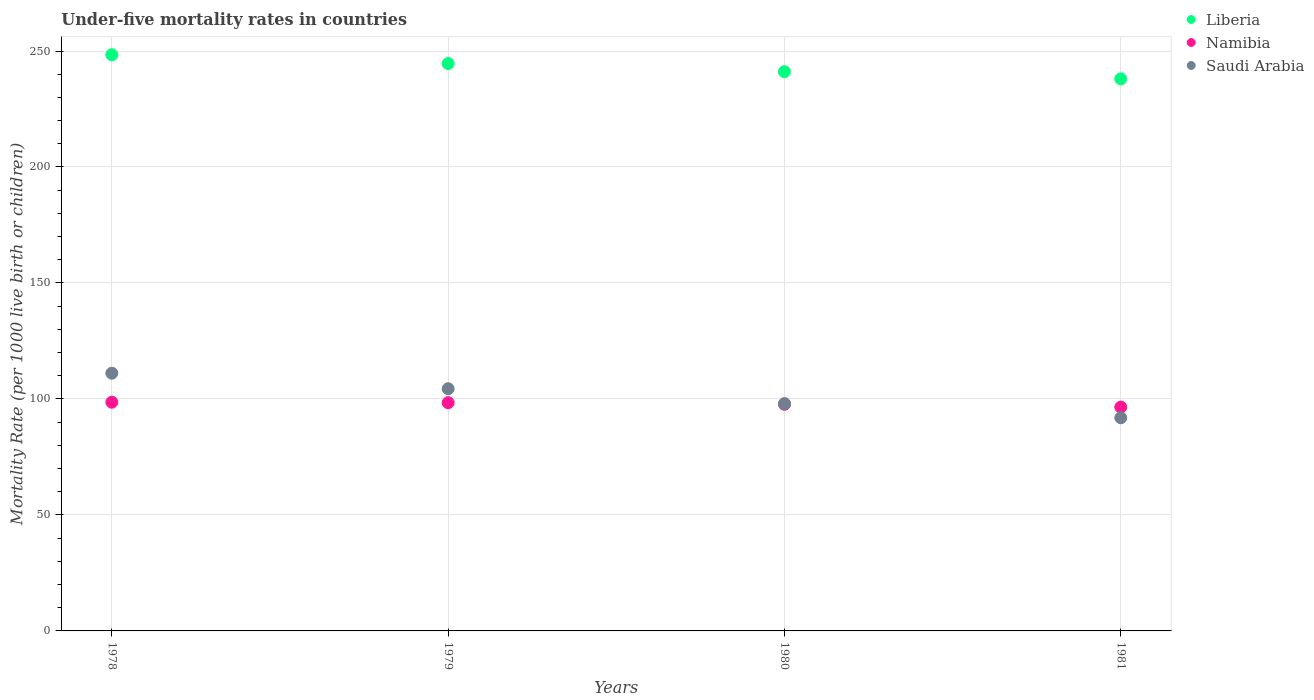 Under-five mortality rates in countries
Liberia
Namibia
Saudi Arabia
Mortality Rate (per 1000 live birth or children)
250
200
150
100
50
0
1978
1979
1980
1981
Years